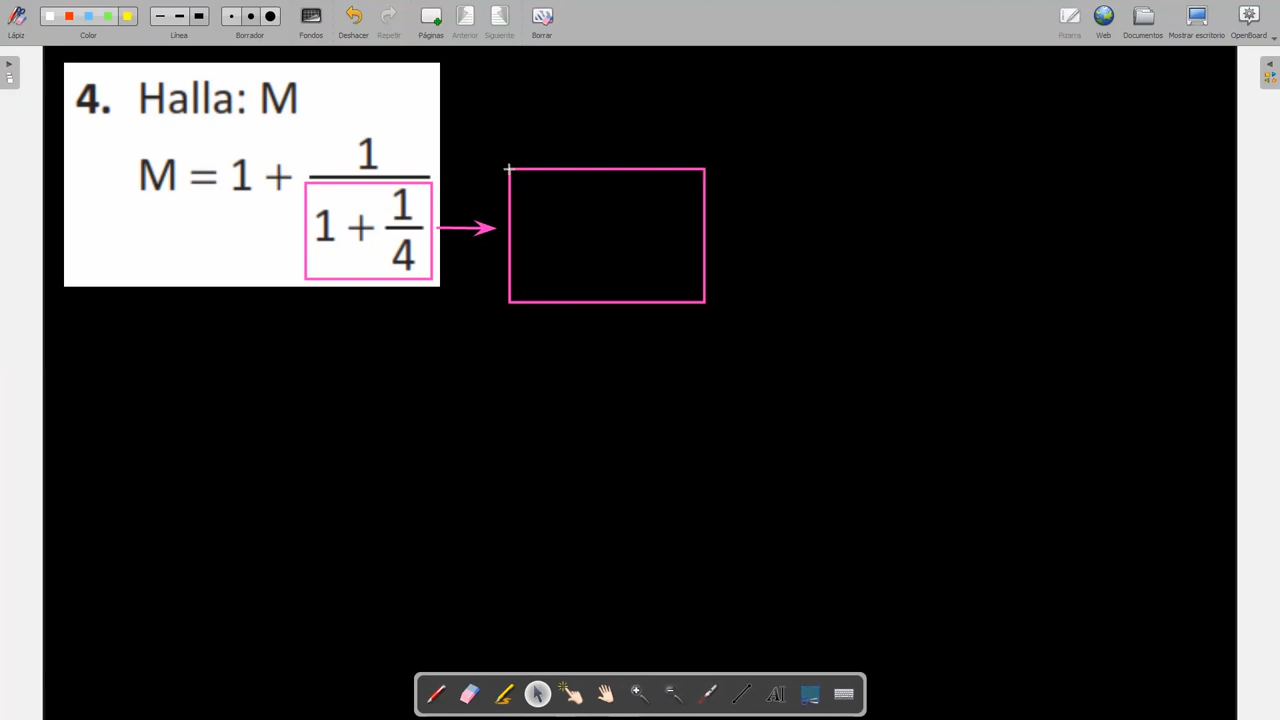 Lápiz Color Línea Borrador Fondos Deshacer Repetir Páginas Anterior Siguiente Borrar Pizarra Web Documentos Mostrar escritorio OpenBoard
4. Halla: M
M = 1 + 1/(1 + 1/4)
AI